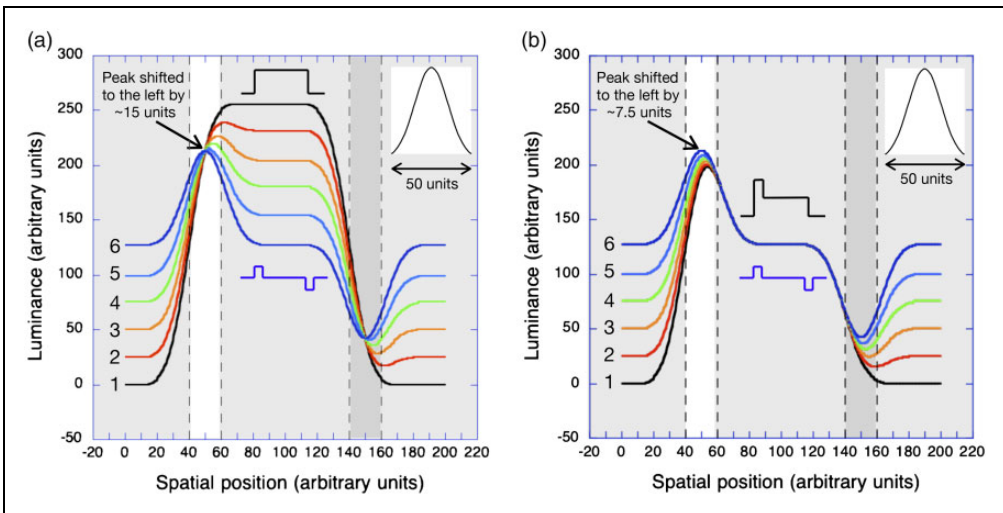 (a)
300
250
200
150
100
50
0
-50
Luminance (arbitrary units)
Peak shifted
to the left by
~15 units
50 units
6
5
4
3
2
1
-20 0 20 40 60 80 100 120 140 160 180 200 220
Spatial position (arbitrary units)
(b)
300
250
200
150
100
50
0
-50
Luminance (arbitrary units)
Peak shifted
to the left by
~7.5 units
50 units
6
5
4
3
2
1
-20 0 20 40 60 80 100 120 140 160 180 200 220
Spatial position (arbitrary units)